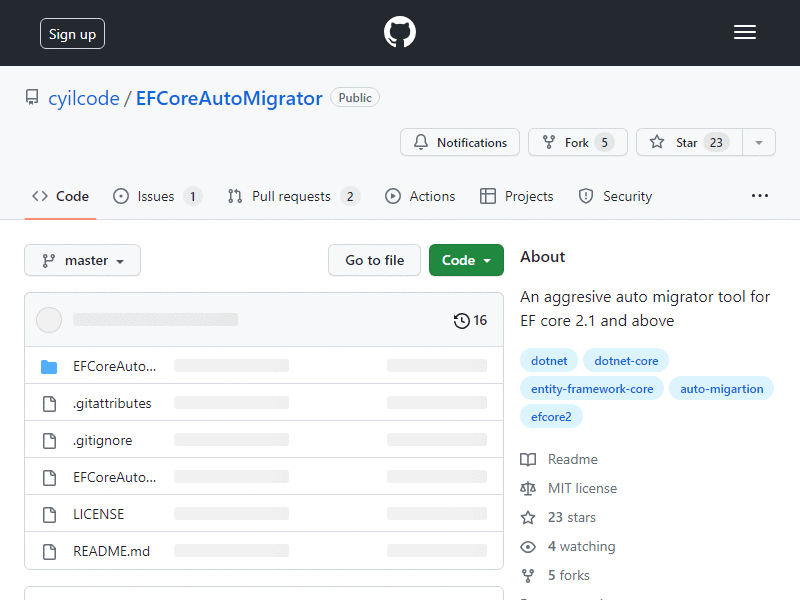 Sign up
cyilcode / EFCoreAutoMigrator Public
Notifications Fork 5 Star 23
Code Issues 1 Pull requests 2 Actions Projects Security
master Go to file Code
16
EFCoreAuto...
.gitattributes
.gitignore
EFCoreAuto...
LICENSE
README.md
About
An aggresive auto migrator tool for
EF core 2.1 and above
dotnet dotnet-core
entity-framework-core auto-migartion
efcore2
Readme
MIT license
23 stars
4 watching
5 forks